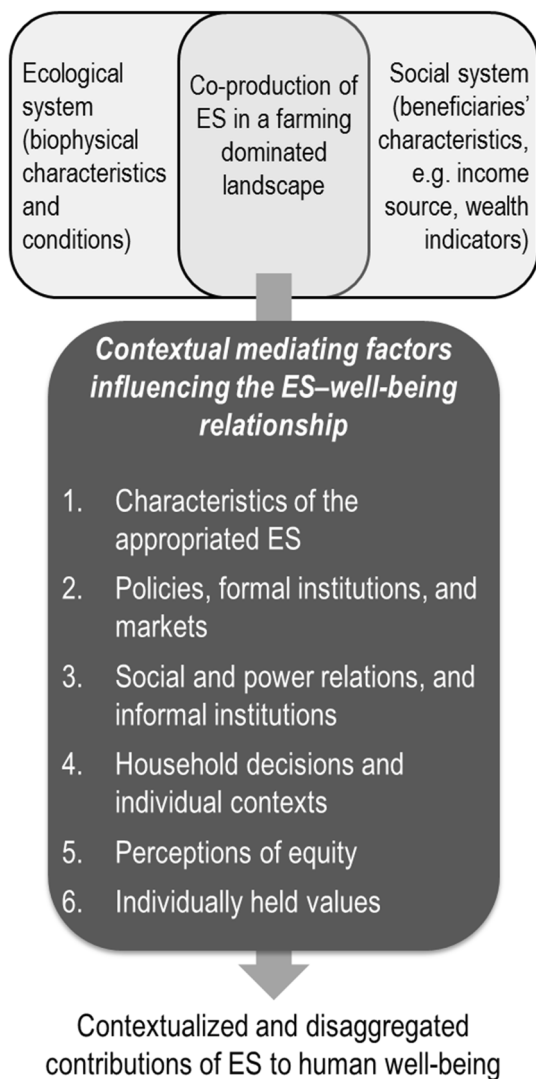 Ecological
system
(biophysical
characteristics
and
conditions)
Co-production of
ES in a farming
dominated
landscape
Social system
(beneficiaries'
characteristics,
e.g. income
source, wealth
indicators)
Contextual mediating factors
influencing the ES–well-being
relationship
1. Characteristics of the
appropriated ES
2. Policies, formal institutions, and
markets
3. Social and power relations, and
informal institutions
4. Household decisions and
individual contexts
5. Perceptions of equity
6. Individually held values
Contextualized and disaggregated
contributions of ES to human well-being